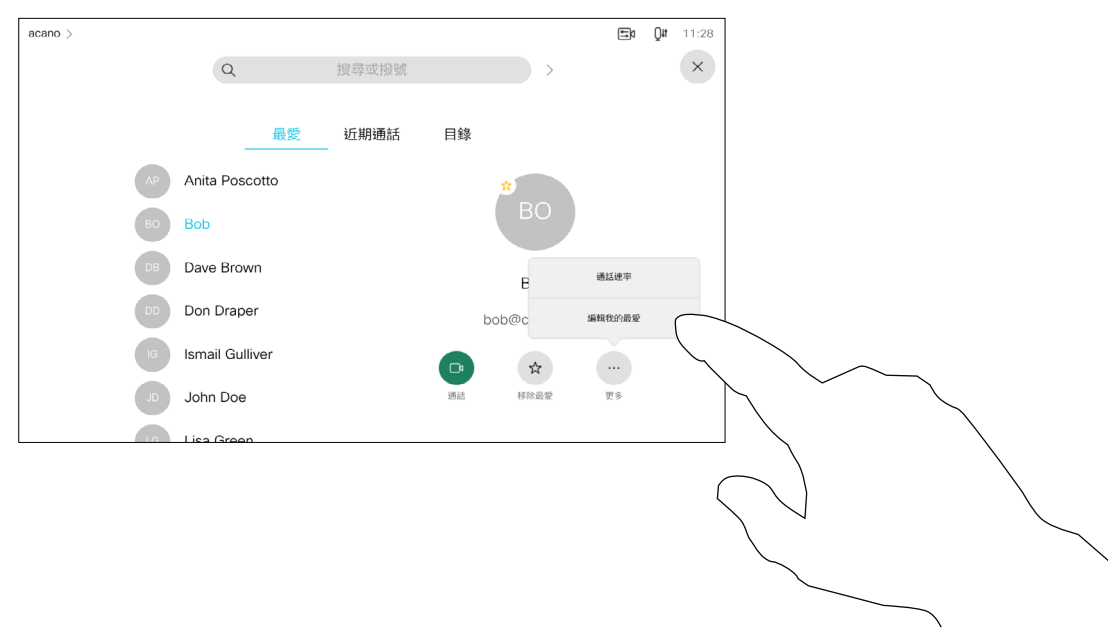 acano >
11:28
搜尋或撥號
最愛 近期通話 目錄
AP Anita Poscotto
BO
BO Bob
DB Dave Brown
通話速率
B
DD Don Draper
編輯我的最愛
bob@c
IG Ismail Gulliver
通話 移除最愛 更多
JD John Doe
LG Lisa Green